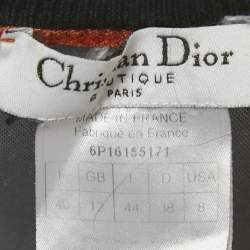 Christian Dior
BOUTIQUE
PARIS
MADE IN FRANCE
Fabriqué en France
6P16155171
F GB I D USA
40 12 44 38 8